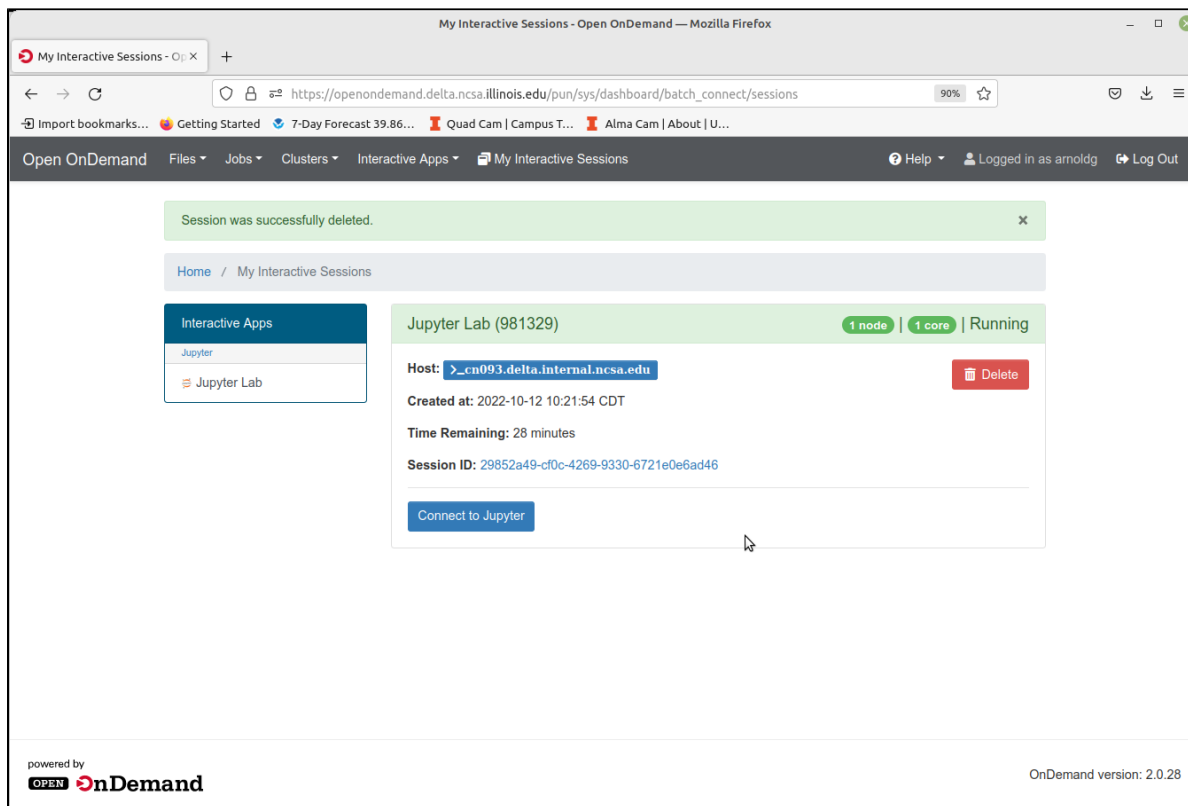 My Interactive Sessions - Open OnDemand — Mozilla Firefox
My Interactive Sessions - Op
https://openondemand.delta.ncsa.illinois.edu/pun/sys/dashboard/batch_connect/sessions 90%
Import bookmarks... Getting Started 7-Day Forecast 39.86... Quad Cam | Campus T... Alma Cam | About | U...
Open OnDemand Files Jobs Clusters Interactive Apps My Interactive Sessions Help Logged in as arnoldg Log Out
Session was successfully deleted. ×
Home / My Interactive Sessions
Interactive Apps
Jupyter
Jupyter Lab
Jupyter Lab (981329) 1 node | 1 core | Running
Host: >_cn093.delta.internal.ncsa.edu
Delete
Created at: 2022-10-12 10:21:54 CDT
Time Remaining: 28 minutes
Session ID: 29852a49-cf0c-4269-9330-6721e0e6ad46
Connect to Jupyter
powered by
OPEN OnDemand
OnDemand version: 2.0.28